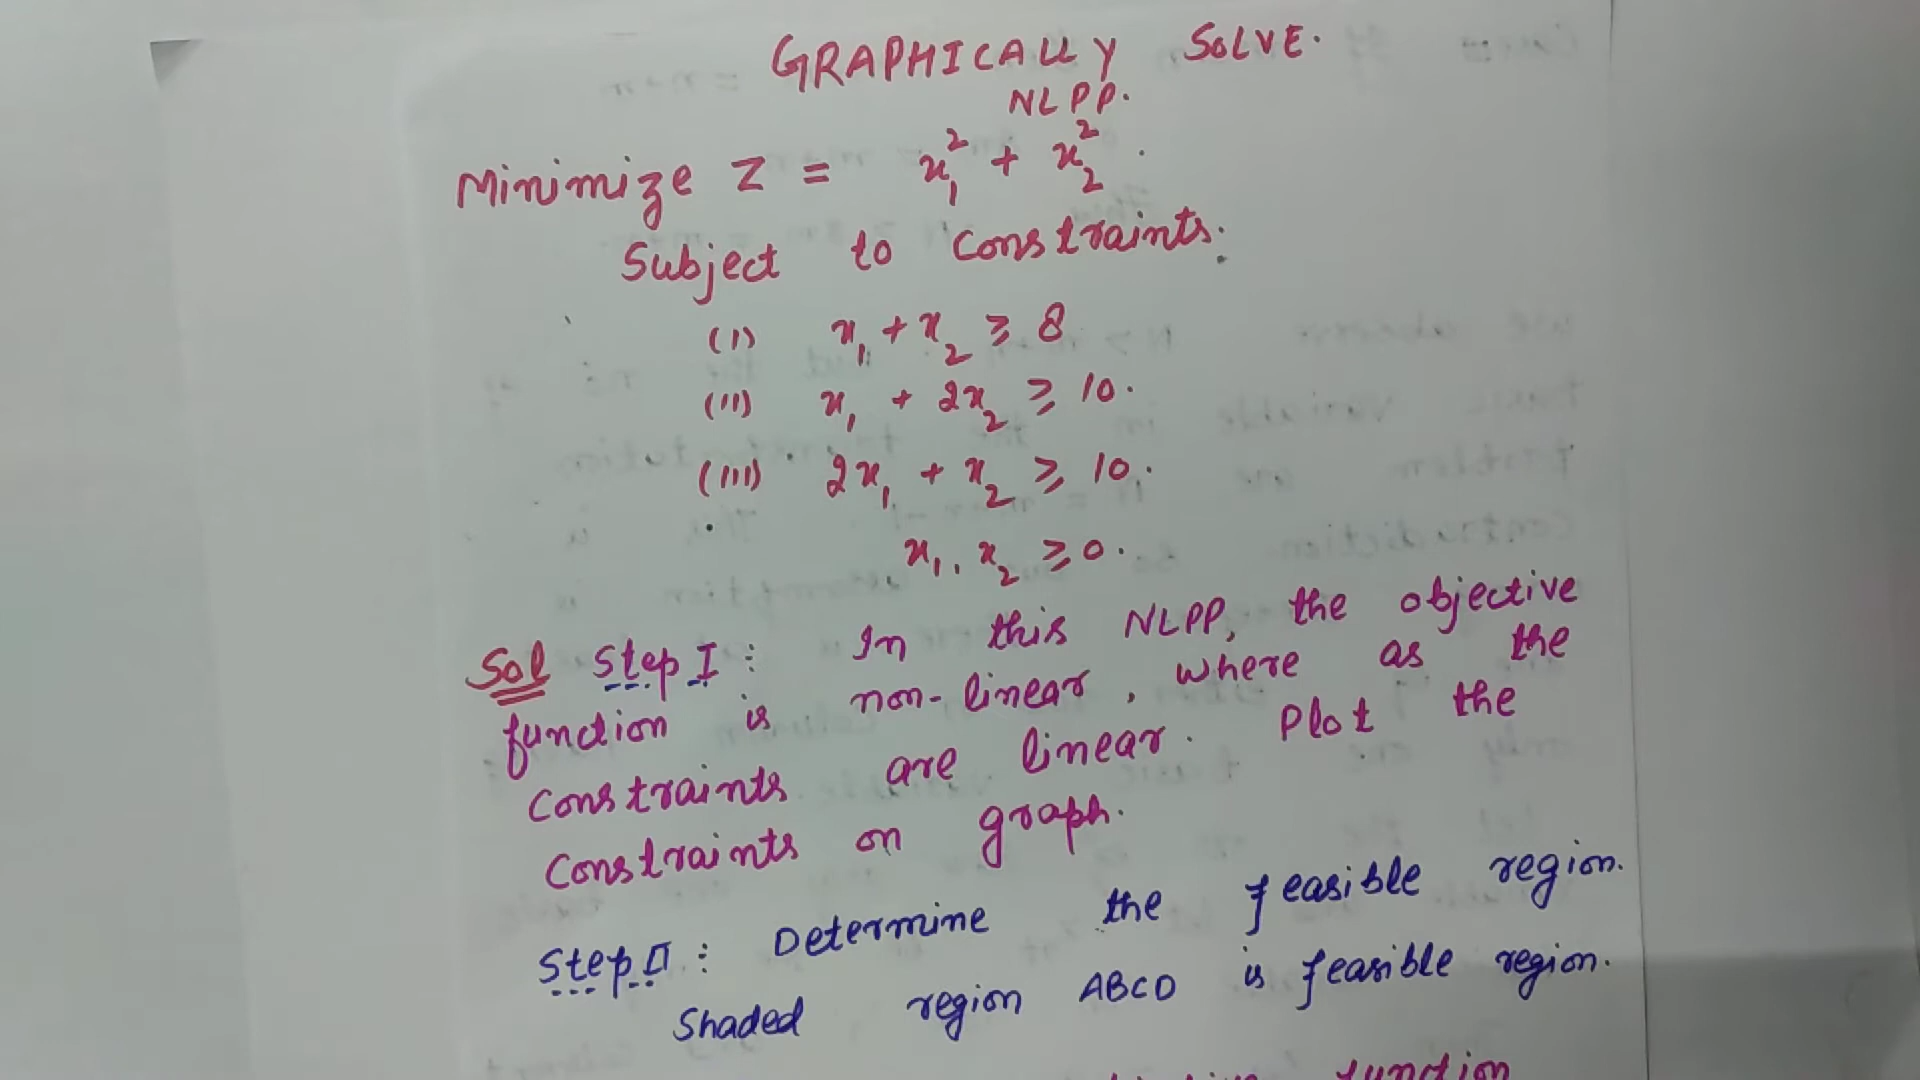 GRAPHICALLY SOLVE.
NLPP.
Minimize Z = x₁² + x₂².
Subject to constraints.
(I) x₁ + x₂ ≥ 8
(II) x₁ + 2x₂ ≥ 10.
(III) 2x₁ + x₂ ≥ 10.
x₁, x₂ ≥ 0.
Sol Step I : In this NLPP, the objective
function is non-linear, where as the
constraints are linear. Plot the
constraints on graph.
Step II : Determine the feasible region.
Shaded region ABCD is feasible region.
function